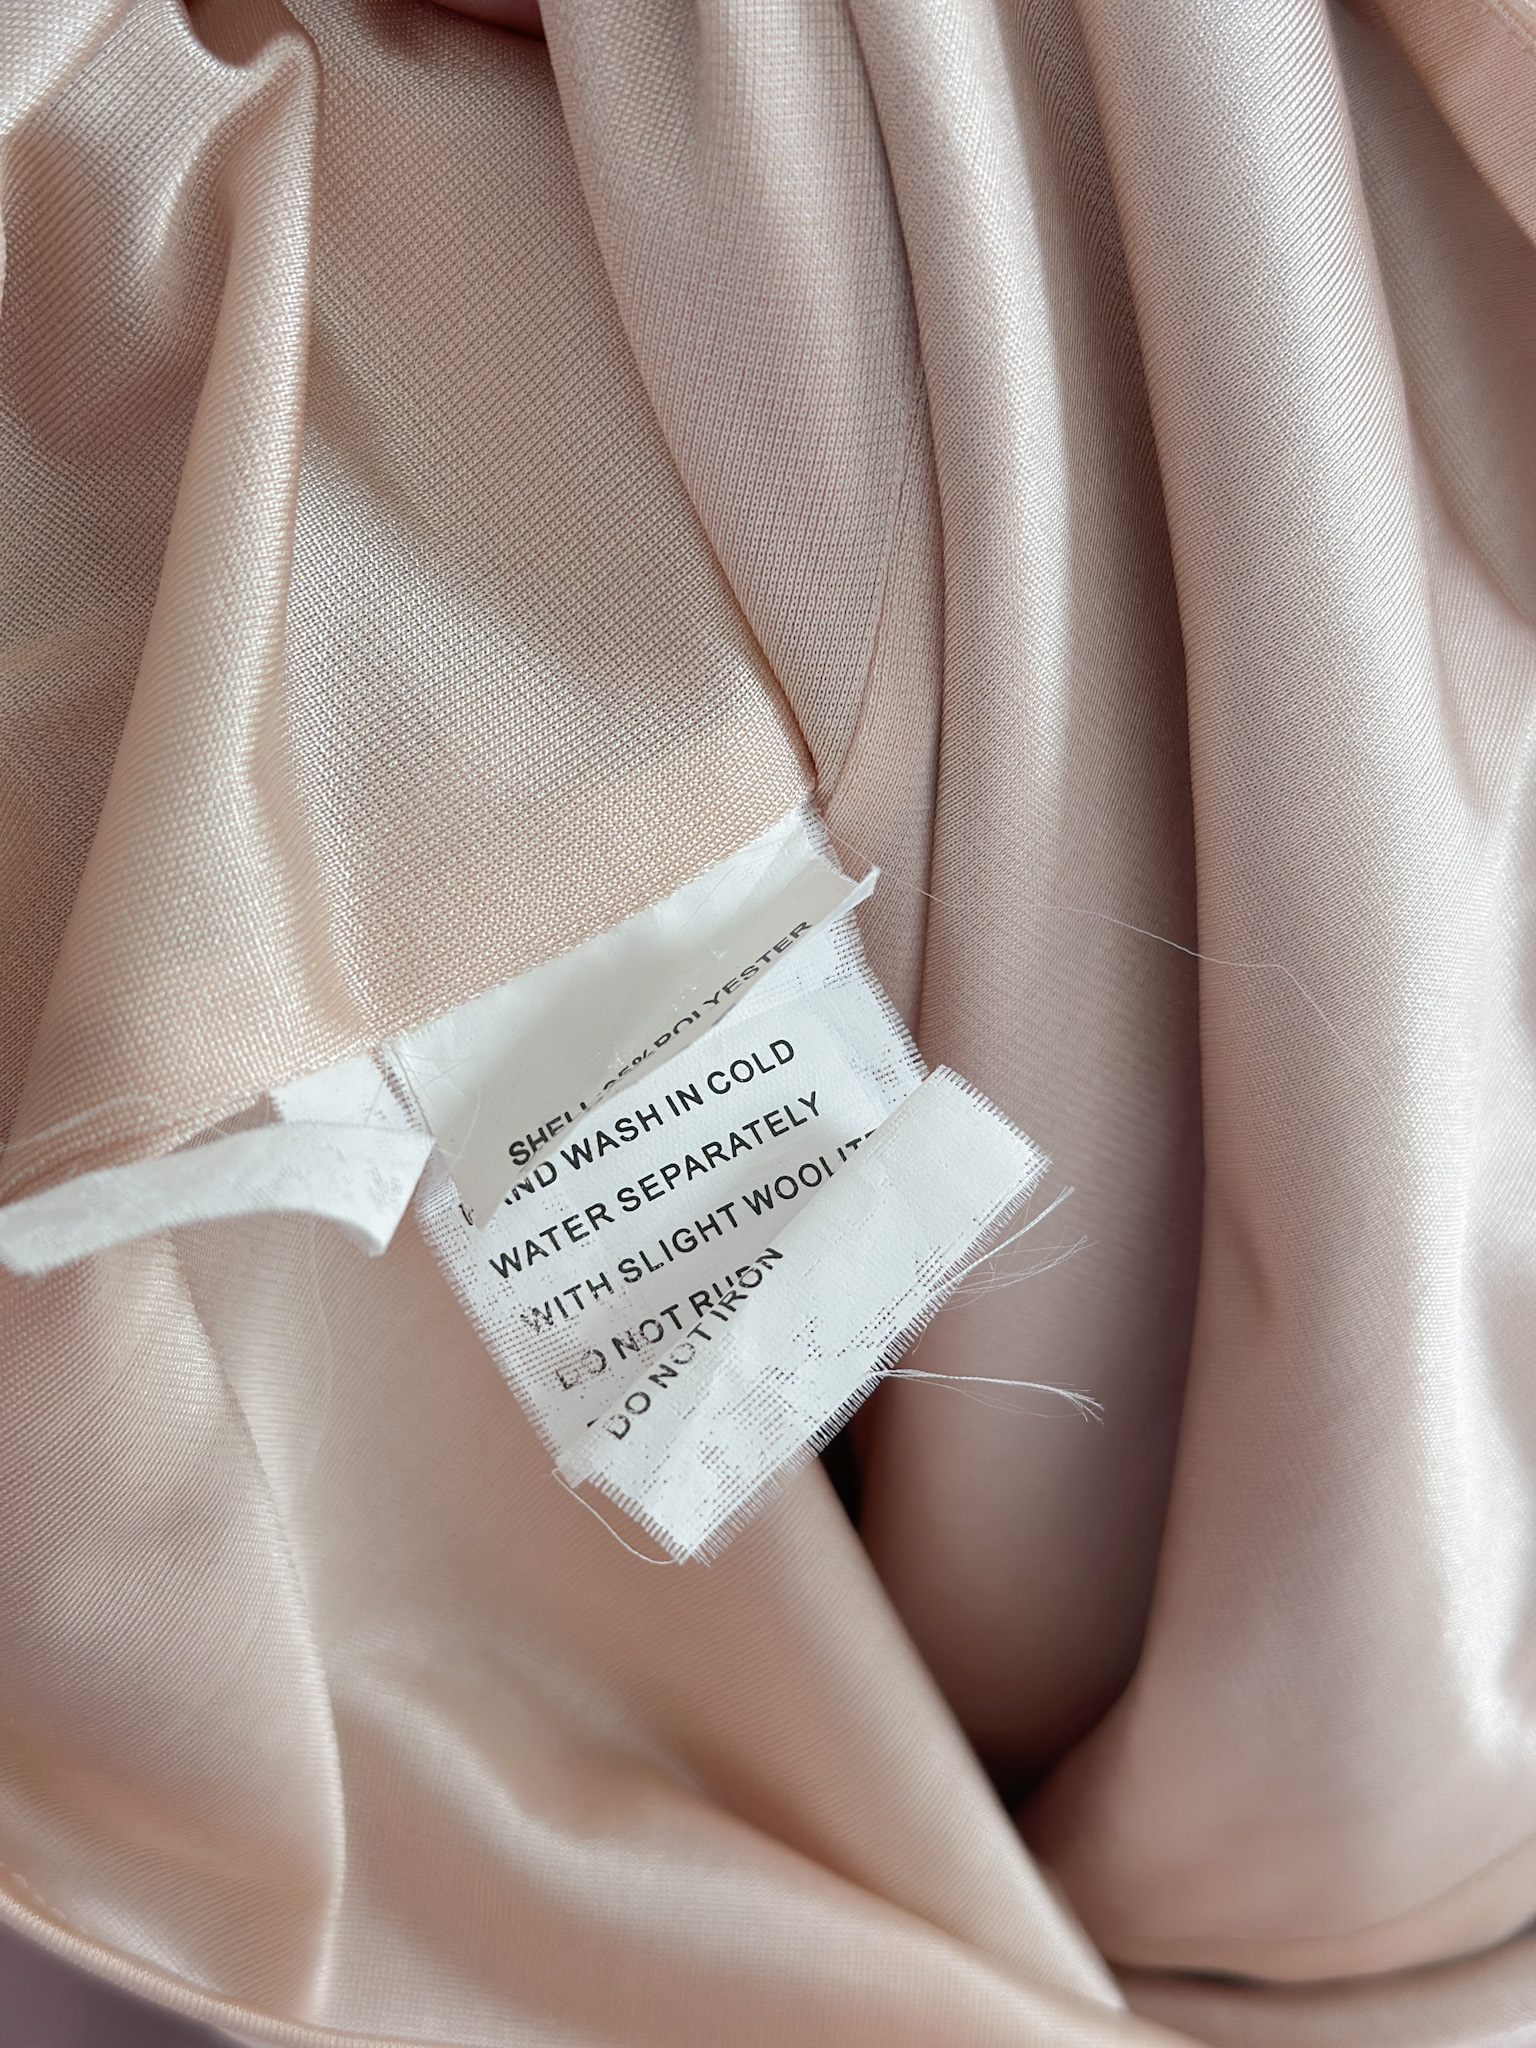 SHELL: 95% POLYESTER
HAND WASH IN COLD
WATER SEPARATELY
WITH SLIGHT WOOLITE
DO NOT RUB
DO NOT IRON